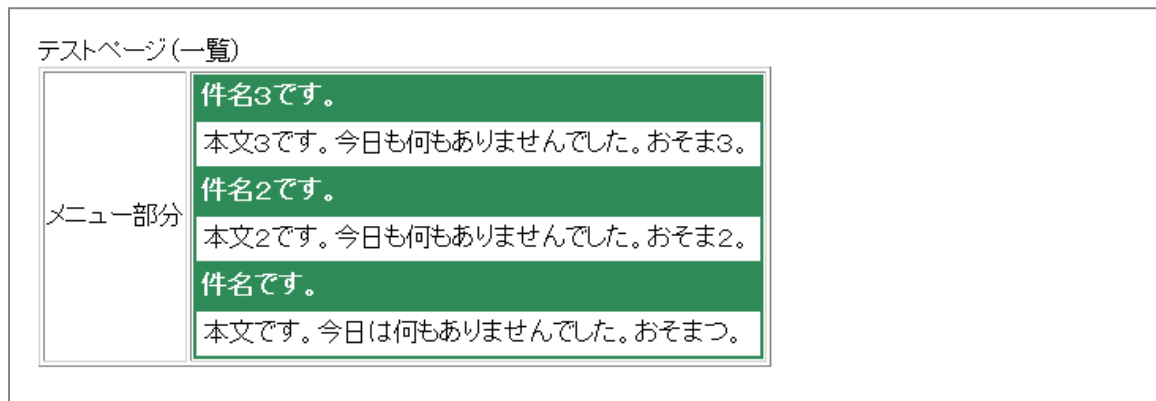 テストページ(一覧)
件名3です。
本文3です。今日も何もありませんでした。おそま3。
件名2です。
メニュー部分
本文2です。今日も何もありませんでした。おそま2。
件名です。
本文です。今日は何もありませんでした。おそまつ。